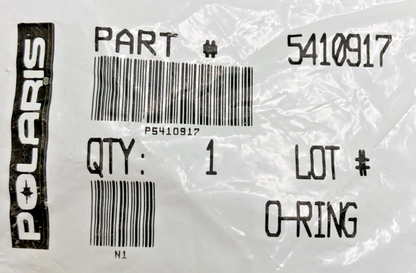 POLARIS
PART # 5410917
P5410917
QTY: 1 LOT #
N1 O-RING